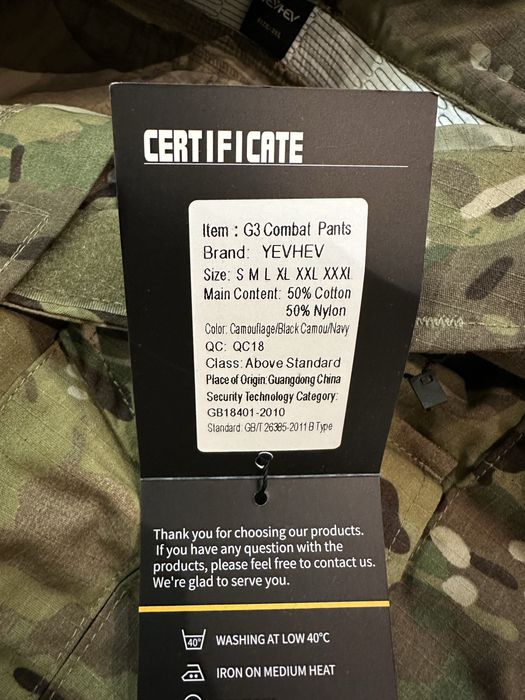 YEVHEV
CERTIFICATE
Item : G3 Combat Pants
Brand: YEVHEV
Size: S M L XL XXL XXXL
Main Content: 50% Cotton
50% Nylon
Color: Camouflage/Black Camou/Navy
QC: QC18
Class: Above Standard
Place of Origin: Guangdong China
Security Technology Category:
GB18401-2010
Standard: GB/T 26385-2011 B Type
Thank you for choosing our products.
If you have any question with the
products, please feel free to contact us.
We're glad to serve you.
40° WASHING AT LOW 40°C
IRON ON MEDIUM HEAT